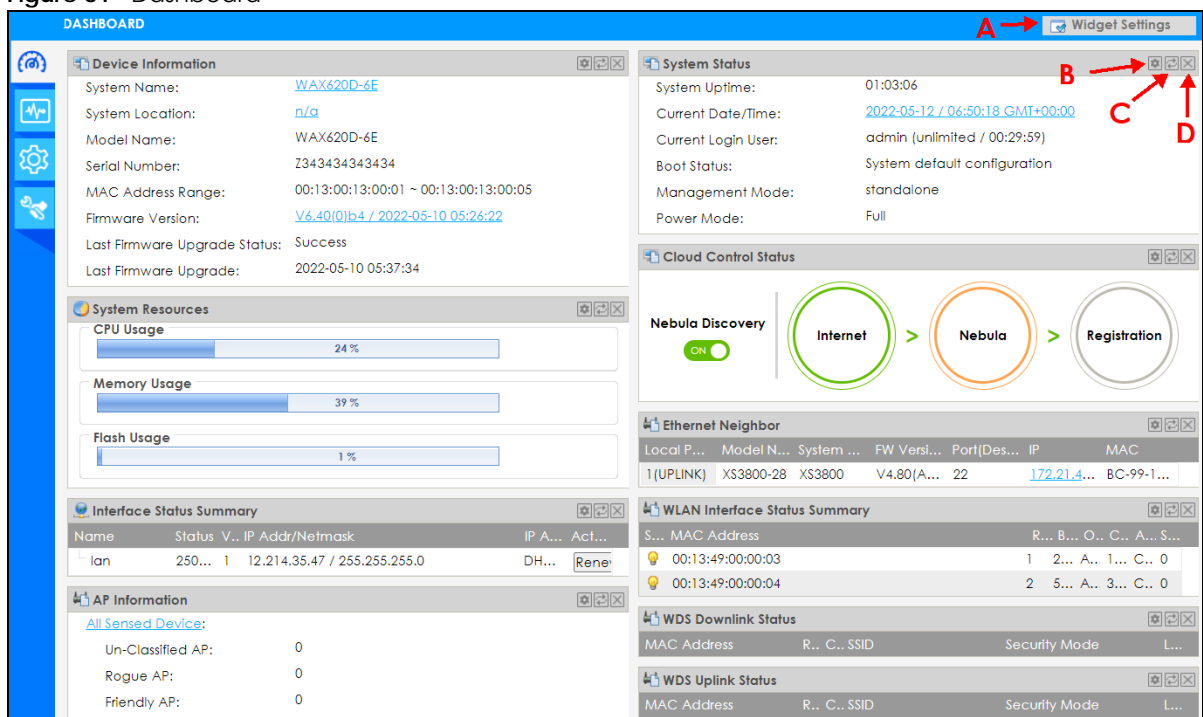 DASHBOARD
A
Widget Settings
Device Information
System Name: WAX620D-6E
System Location: n/a
Model Name: WAX620D-6E
Serial Number: Z343434343434
MAC Address Range: 00:13:00:13:00:01 ~ 00:13:00:13:00:05
Firmware Version: V6.40(0)b4 / 2022-05-10 05:26:22
Last Firmware Upgrade Status: Success
Last Firmware Upgrade: 2022-05-10 05:37:34
System Resources
CPU Usage
24 %
Memory Usage
39 %
Flash Usage
1 %
Interface Status Summary
Name Status V... IP Addr/Netmask IP A... Act...
lan 250... 1 12.214.35.47 / 255.255.255.0 DH... Rene
AP Information
All Sensed Device:
Un-Classified AP: 0
Rogue AP: 0
Friendly AP: 0
System Status
B
C
D
System Uptime: 01:03:06
Current Date/Time: 2022-05-12 / 06:50:18 GMT+00:00
Current Login User: admin (unlimited / 00:29:59)
Boot Status: System default configuration
Management Mode: standalone
Power Mode: Full
Cloud Control Status
Nebula Discovery
ON
Internet > Nebula > Registration
Ethernet Neighbor
Local P... Model N... System ... FW Versi... Port(Des... IP MAC
1(UPLINK) XS3800-28 XS3800 V4.80(A... 22 172.21.4... BC-99-1...
WLAN Interface Status Summary
S... MAC Address R... B... O... C... A... S...
00:13:49:00:00:03 1 2... A... 1... C... 0
00:13:49:00:00:04 2 5... A... 3... C... 0
WDS Downlink Status
MAC Address R... C... SSID Security Mode L...
WDS Uplink Status
MAC Address R... C... SSID Security Mode L...